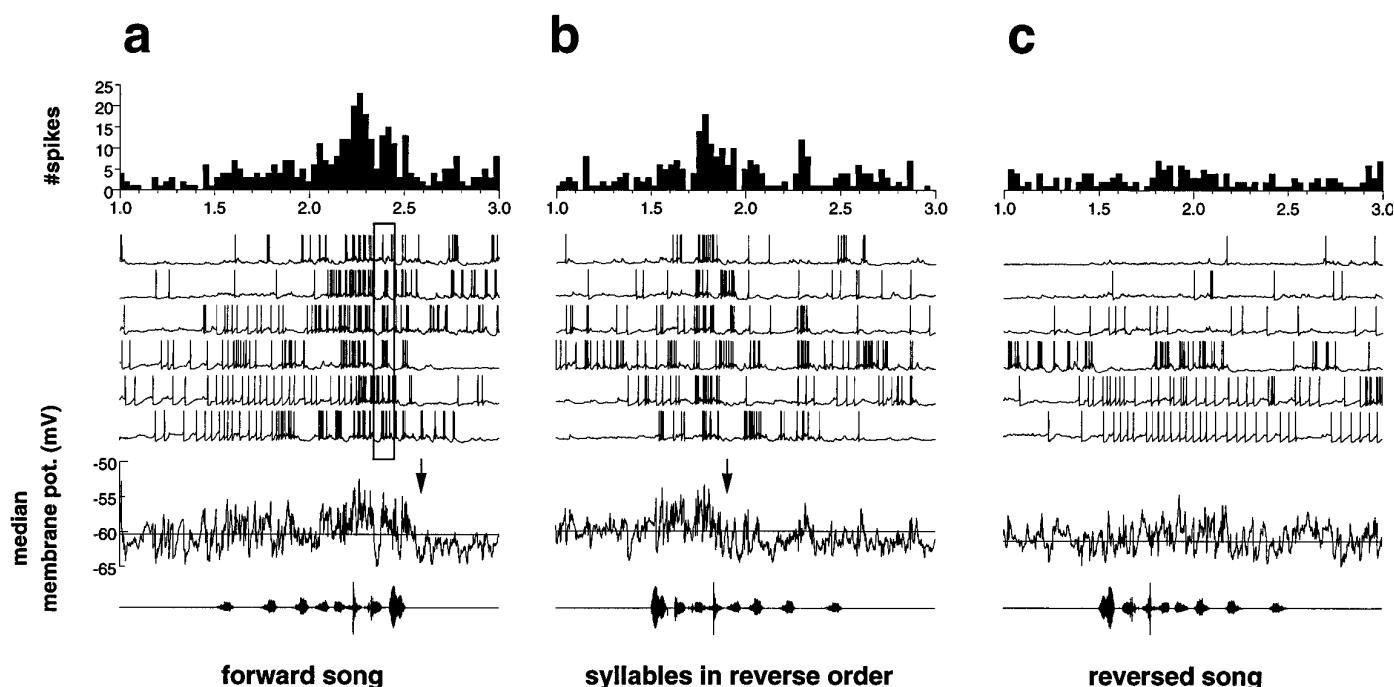 a
b
c
#spikes
25
20
15
10
5
0
1.0 1.5 2.0 2.5 3.0
1.0 1.5 2.0 2.5 3.0
1.0 1.5 2.0 2.5 3.0
median
membrane pot. (mV)
-50
-55
-60
-65
forward song
syllables in reverse order
reversed song